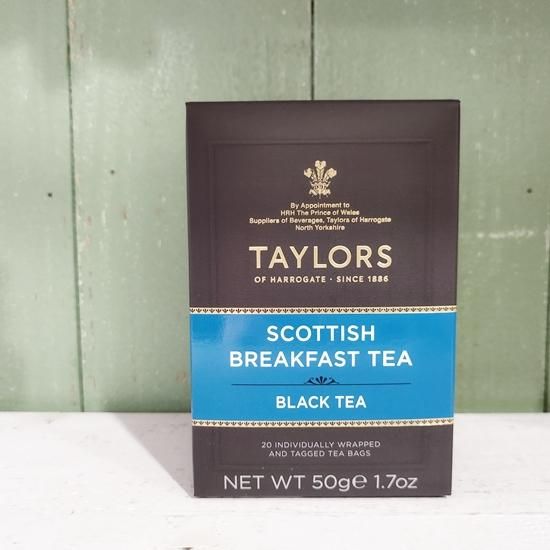 By Appointment to
HRH The Prince of Wales
Suppliers of Beverages, Taylors of Harrogate
North Yorkshire
TAYLORS
OF HARROGATE · SINCE 1886
SCOTTISH
BREAKFAST TEA
BLACK TEA
20 INDIVIDUALLY WRAPPED
AND TAGGED TEA BAGS
NET WT 50g℮ 1.7oz